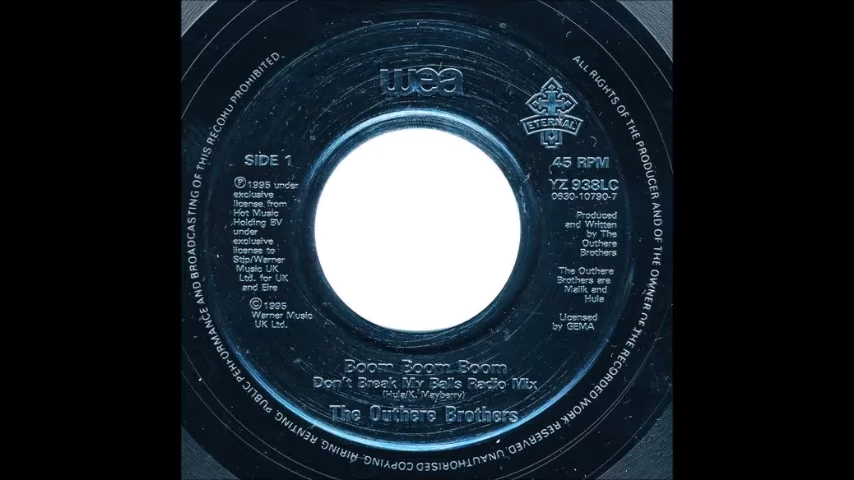 wea
ETERNAL
SIDE 1
45 RPM
YZ 938LC
0630-10790-7
℗ 1995 under
exclusive
license from
Hot Music
Holding BV
under
exclusive
license to
Stip/Warner
Music UK
Ltd. for UK
and Eire
© 1995
Warner Music
UK Ltd.
Produced
and Written
by The
Outhere
Brothers
The Outhere
Brothers are
Malik and
Hula
Licensed
by GEMA
Boom Boom Boom
Don't Break My Balls Radio Mix
(Hula/K. Mayberry)
The Outhere Brothers
ALL RIGHTS OF THE PRODUCER AND OF THE OWNER OF THE RECORDED WORK RESERVED. UNAUTHORISED COPYING, HIRING, RENTING, PUBLIC PERFORMANCE AND BROADCASTING OF THIS RECORD PROHIBITED.